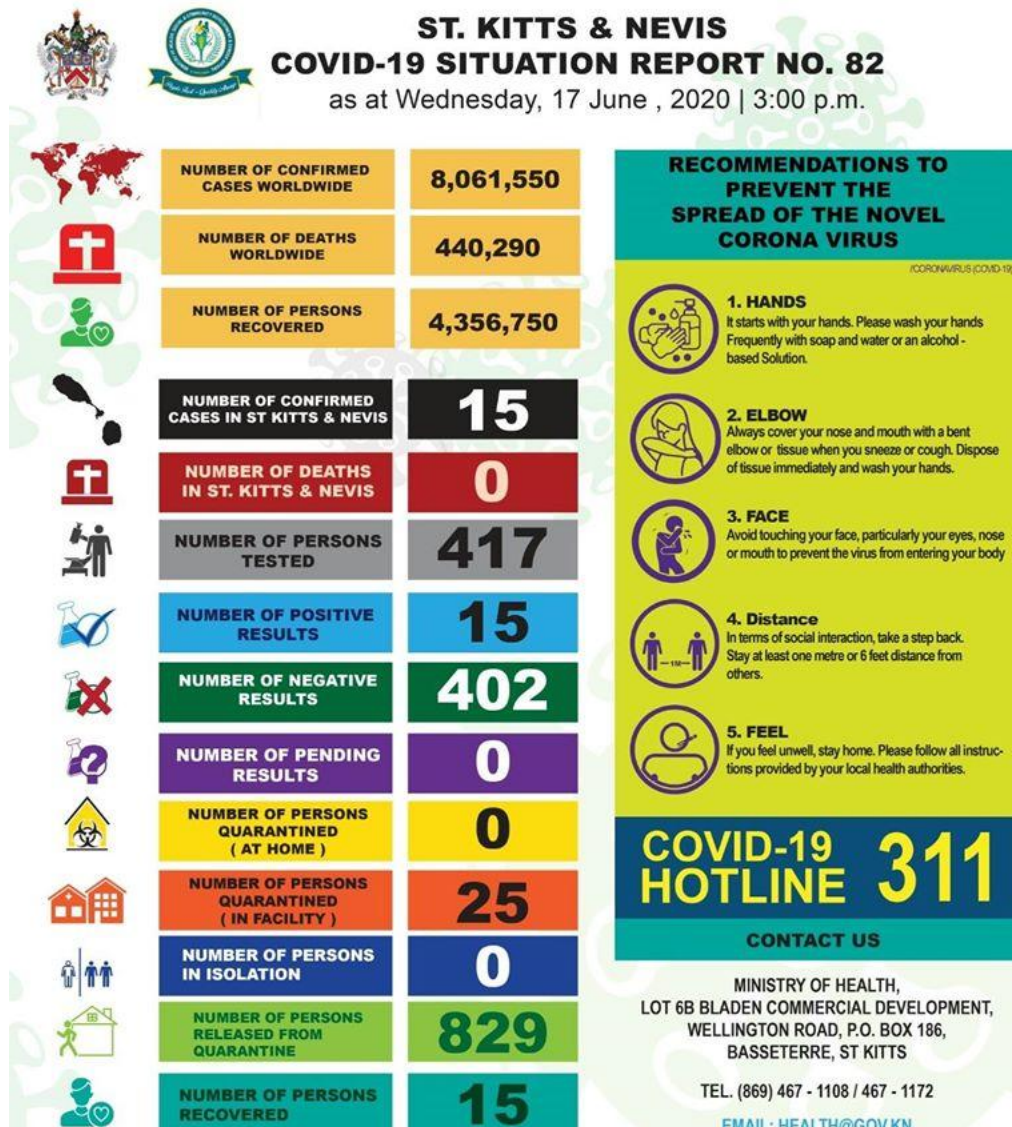 ST. KITTS & NEVIS
COVID-19 SITUATION REPORT NO. 82
as at Wednesday, 17 June , 2020 | 3:00 p.m.
NUMBER OF CONFIRMED
CASES WORLDWIDE
8,061,550
NUMBER OF DEATHS
WORLDWIDE
440,290
NUMBER OF PERSONS
RECOVERED
4,356,750
NUMBER OF CONFIRMED
CASES IN ST KITTS & NEVIS
15
NUMBER OF DEATHS
IN ST. KITTS & NEVIS
0
NUMBER OF PERSONS
TESTED
417
NUMBER OF POSITIVE
RESULTS
15
NUMBER OF NEGATIVE
RESULTS
402
NUMBER OF PENDING
RESULTS
0
NUMBER OF PERSONS
QUARANTINED
( AT HOME )
0
NUMBER OF PERSONS
QUARANTINED
( IN FACILITY )
25
NUMBER OF PERSONS
IN ISOLATION
0
NUMBER OF PERSONS
RELEASED FROM
QUARANTINE
829
NUMBER OF PERSONS
RECOVERED
15
RECOMMENDATIONS TO
PREVENT THE
SPREAD OF THE NOVEL
CORONA VIRUS
/CORONAVIRUS (COVID-19)
1. HANDS
It starts with your hands. Please wash your hands
Frequently with soap and water or an alcohol -
based Solution.
2. ELBOW
Always cover your nose and mouth with a bent
elbow or tissue when you sneeze or cough. Dispose
of tissue immediately and wash your hands.
3. FACE
Avoid touching your face, particularly your eyes, nose
or mouth to prevent the virus from entering your body
4. Distance
In terms of social interaction, take a step back.
Stay at least one metre or 6 feet distance from
others.
1M
5. FEEL
If you feel unwell, stay home. Please follow all instruc-
tions provided by your local health authorities.
COVID-19
HOTLINE
311
CONTACT US
MINISTRY OF HEALTH,
LOT 6B BLADEN COMMERCIAL DEVELOPMENT,
WELLINGTON ROAD, P.O. BOX 186,
BASSETERRE, ST KITTS
TEL. (869) 467 - 1108 / 467 - 1172
EMAIL: HEALTH@GOV.KN